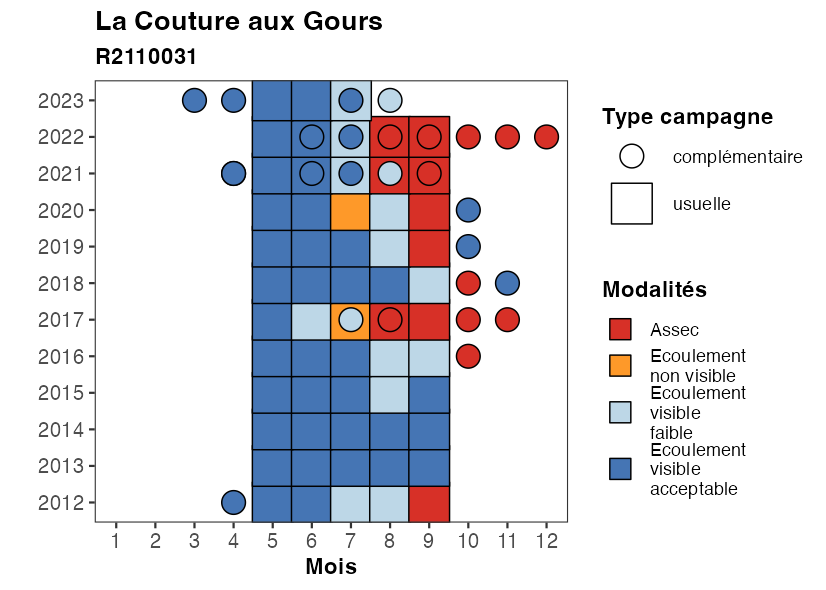 La Couture aux Gours
R2110031
2023
2022
2021
2020
2019
2018
2017
2016
2015
2014
2013
2012
1 2 3 4 5 6 7 8 9 10 11 12
Mois
Type campagne
complémentaire
usuelle
Modalités
Assec
Ecoulement
non visible
Ecoulement
visible
faible
Ecoulement
visible
acceptable